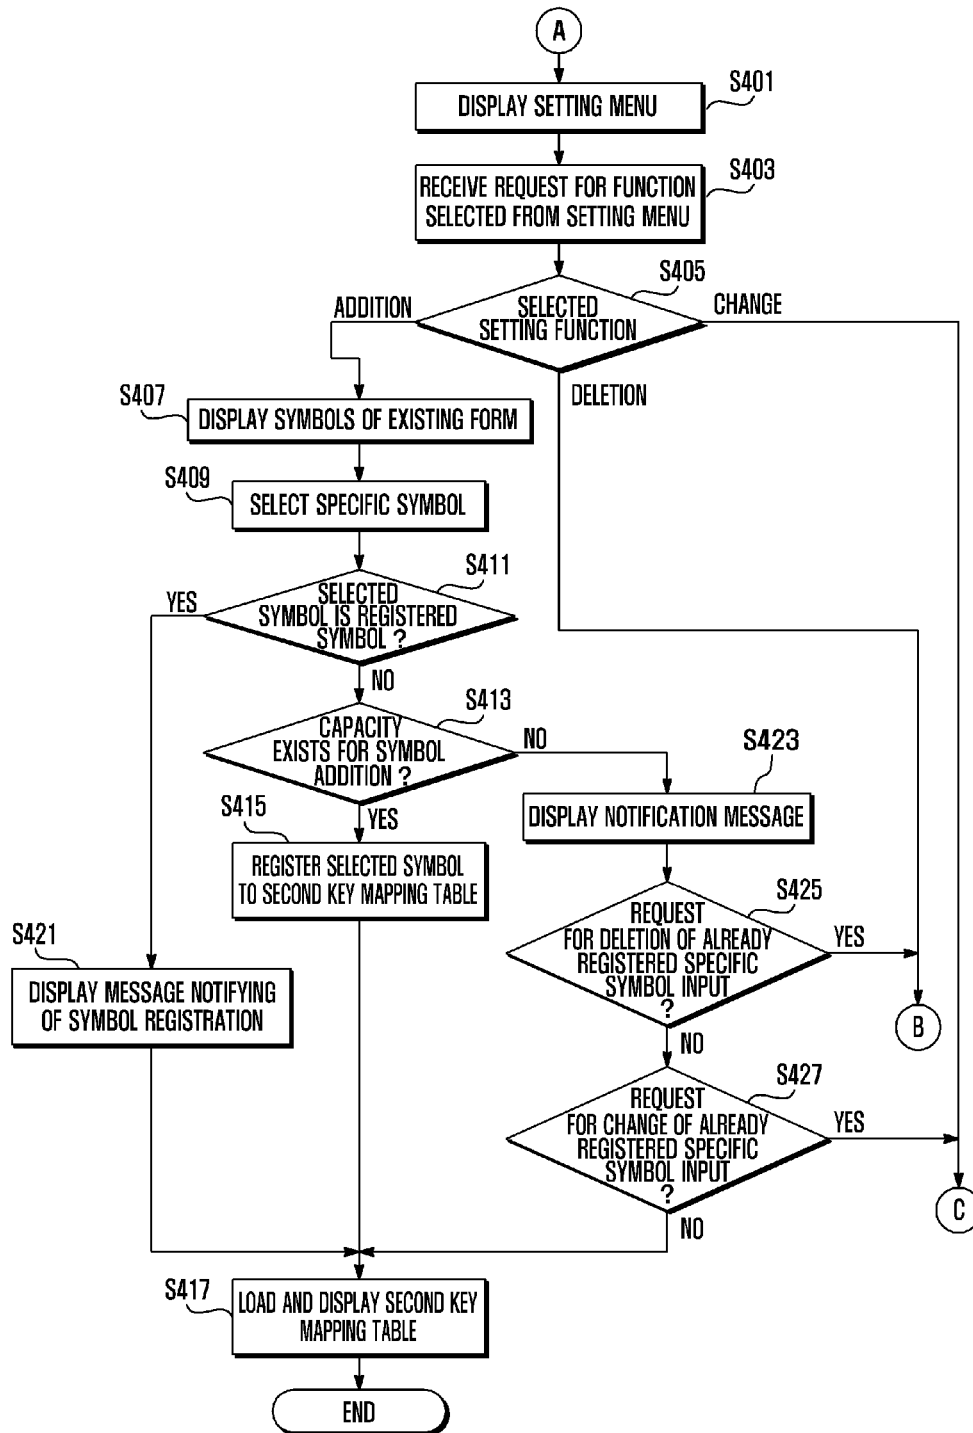 A
S401
DISPLAY SETTING MENU
S403
RECEIVE REQUEST FOR FUNCTION
SELECTED FROM SETTING MENU
S405
ADDITION
SELECTED
SETTING FUNCTION
CHANGE
DELETION
S407
DISPLAY SYMBOLS OF EXISTING FORM
S409
SELECT SPECIFIC SYMBOL
S411
YES
SELECTED
SYMBOL IS REGISTERED
SYMBOL ?
NO
S413
CAPACITY
EXISTS FOR SYMBOL
ADDITION ?
NO
YES
S423
DISPLAY NOTIFICATION MESSAGE
S415
REGISTER SELECTED SYMBOL
TO SECOND KEY MAPPING TABLE
S425
REQUEST
FOR DELETION OF ALREADY
REGISTERED SPECIFIC
SYMBOL INPUT
?
YES
NO
B
S421
DISPLAY MESSAGE NOTIFYING
OF SYMBOL REGISTRATION
S427
REQUEST
FOR CHANGE OF ALREADY
REGISTERED SPECIFIC
SYMBOL INPUT
?
YES
NO
C
S417
LOAD AND DISPLAY SECOND KEY
MAPPING TABLE
END